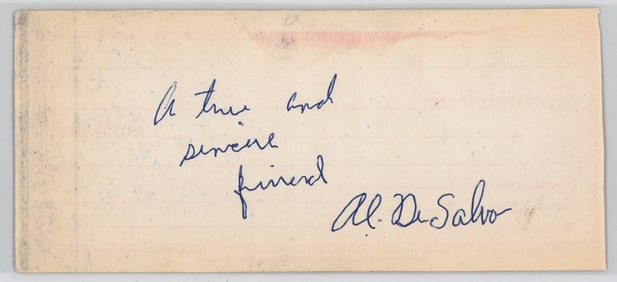 A true and
sincere
friend
Al. DeSalvo